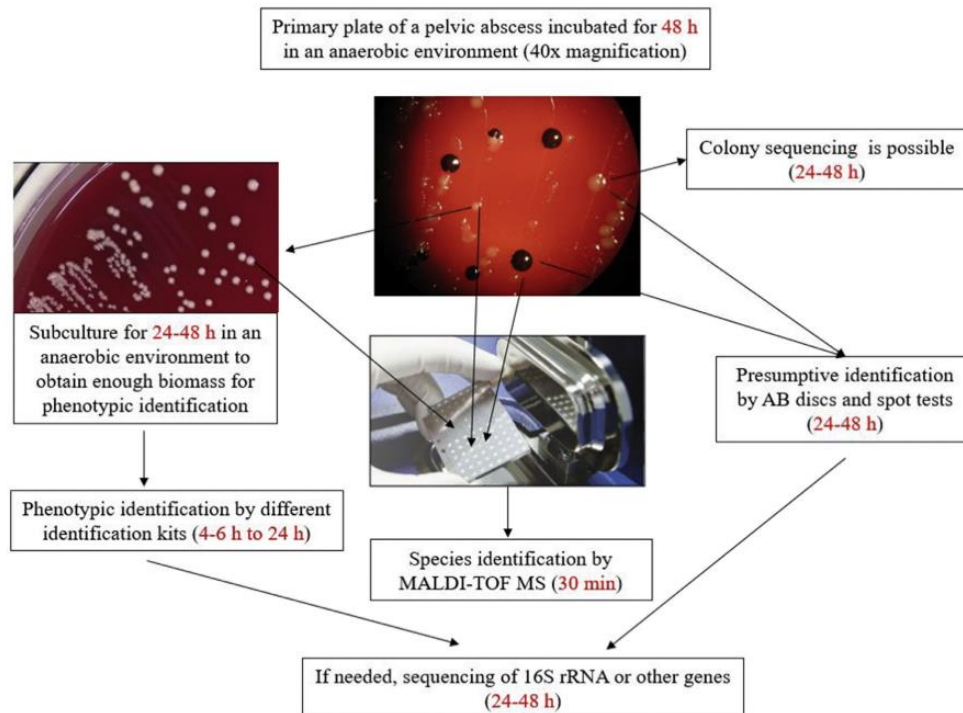 Primary plate of a pelvic abscess incubated for 48 h
in an anaerobic environment (40x magnification)
Colony sequencing is possible
(24-48 h)
Subculture for 24-48 h in an
anaerobic environment to
obtain enough biomass for
phenotypic identification
Presumptive identification
by AB discs and spot tests
(24-48 h)
Phenotypic identification by different
identification kits (4-6 h to 24 h)
Species identification by
MALDI-TOF MS (30 min)
If needed, sequencing of 16S rRNA or other genes
(24-48 h)